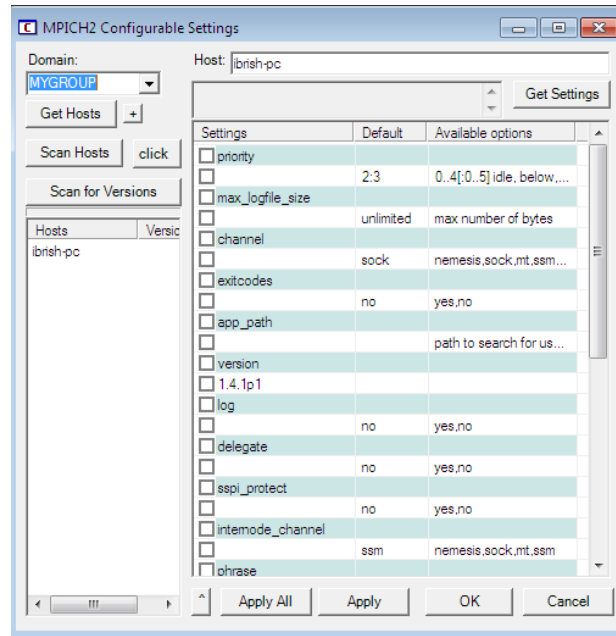 MPICH2 Configurable Settings
Domain:
MYGROUP
Get Hosts
+
Scan Hosts
click
Scan for Versions
Hosts Versic
ibrish-pc
Host: ibrish-pc
Get Settings
Settings Default Available options
priority
2:3 0..4[:0..5] idle, below,...
max_logfile_size
unlimited max number of bytes
channel
sock nemesis,sock,mt,ssm...
exitcodes
no yes,no
app_path
path to search for us...
version
1.4.1p1
log
no yes,no
delegate
no yes,no
sspi_protect
no yes,no
internode_channel
ssm nemesis,sock,mt,ssm
phrase
^ Apply All Apply OK Cancel